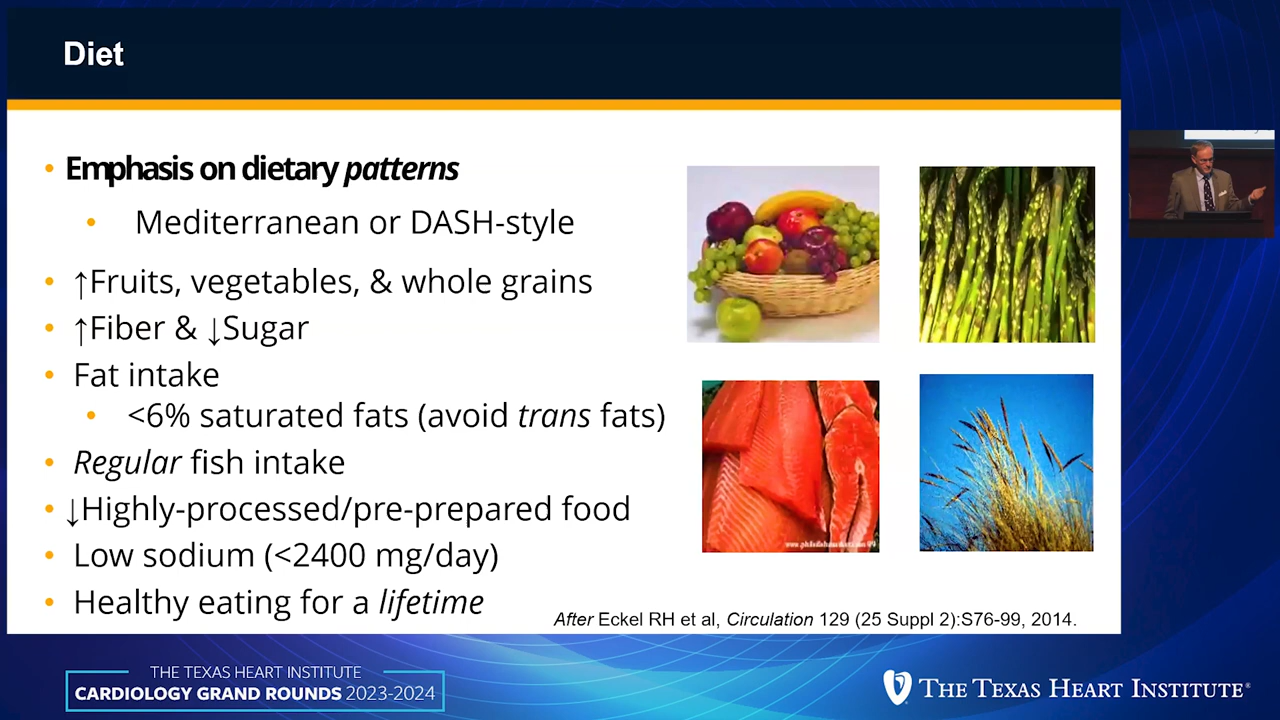 Diet
• Emphasis on dietary patterns
• Mediterranean or DASH-style
• ↑Fruits, vegetables, & whole grains
• ↑Fiber & ↓Sugar
• Fat intake
• <6% saturated fats (avoid trans fats)
• Regular fish intake
• ↓Highly-processed/pre-prepared food
• Low sodium (<2400 mg/day)
• Healthy eating for a lifetime
After Eckel RH et al, Circulation 129 (25 Suppl 2):S76-99, 2014.
THE TEXAS HEART INSTITUTE
CARDIOLOGY GRAND ROUNDS 2023-2024
THE TEXAS HEART INSTITUTE®